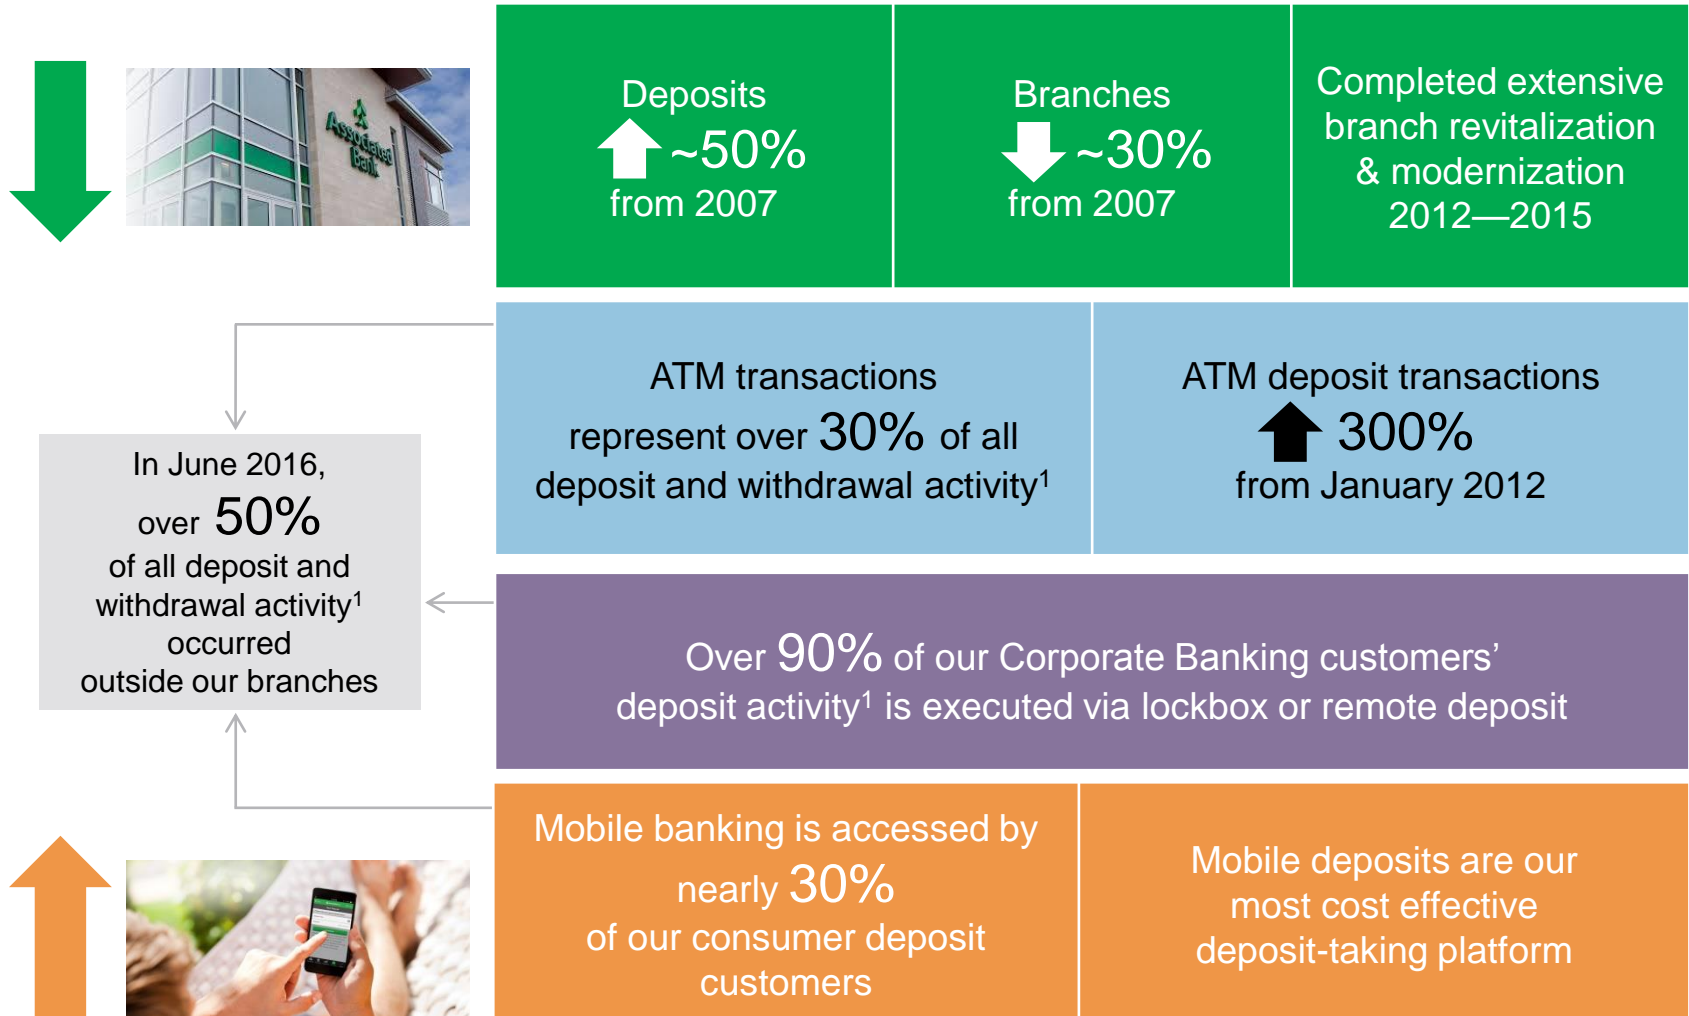 Associated
Bank
Deposits
~50%
from 2007
Branches
~30%
from 2007
Completed extensive
branch revitalization
& modernization
2012—2015
ATM transactions
represent over 30% of all
deposit and withdrawal activity¹
ATM deposit transactions
300%
from January 2012
In June 2016,
over 50%
of all deposit and
withdrawal activity¹
occurred
outside our branches
Over 90% of our Corporate Banking customers’
deposit activity¹ is executed via lockbox or remote deposit
Mobile banking is accessed by
nearly 30%
of our consumer deposit
customers
Mobile deposits are our
most cost effective
deposit-taking platform